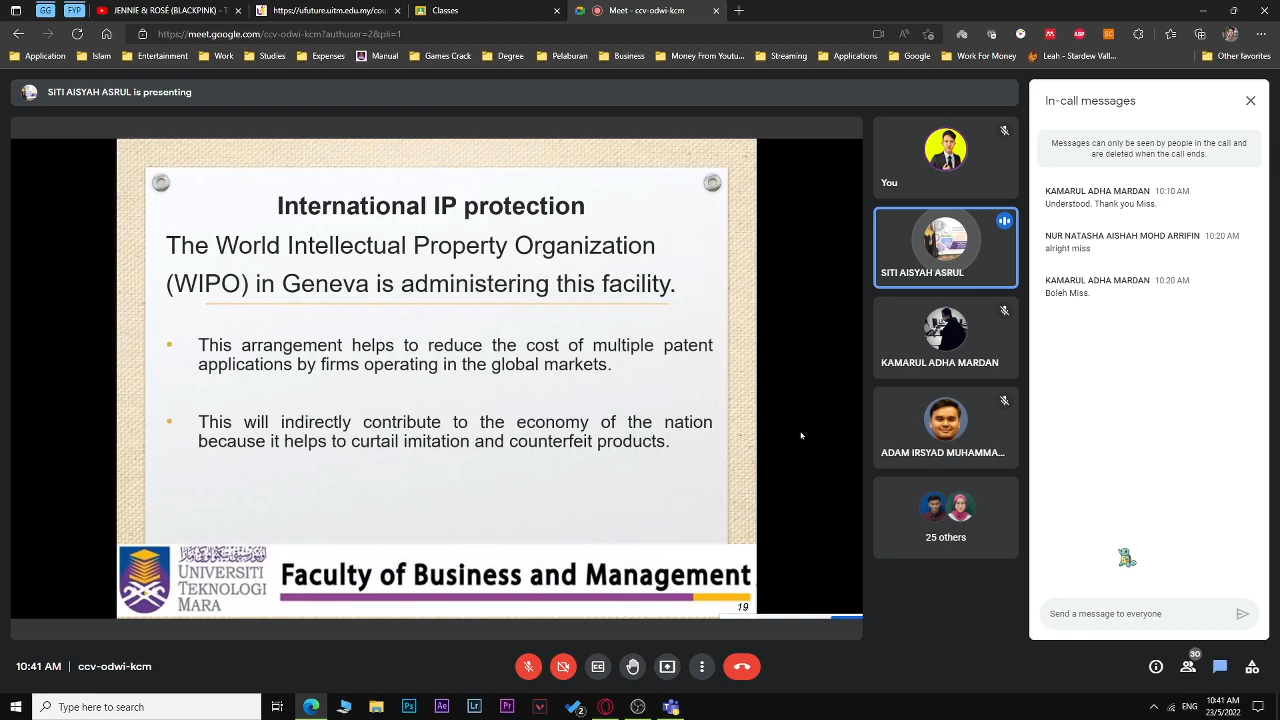 GG
FYP
JENNIE or ROSÉ (BLACKPINK) - T
https://ufuture.uitm.edu.my/cour
Classes
Meet - ccv-odwi-kcm
https://meet.google.com/ccv-odwi-kcm?authuser=2&pli=1
Application
Islam
Entertaiment
Work
Studies
Expenses
Manual
Games Crack
Pelaburan
Business
Money From Youtu...
Streaming
Applications
Google
Work For Money
Leah - Stardew Vall...
Other favorites
SITI AISYAH ASRUL is presenting
International IP protection
The World Intellectual Property Organization
(WIPO) in Geneva is administering this facility.
This arrangement helps to reduce the cost of multiple patent
applications by firms operating in the global markets.
This will indirectly contribute to the economy of the nation
because it helps to curtail imitation and counterfeit products.
UNIVERSITI
TEKNOLOGI
MARA
Faculty of Business and Management
19
You
SITI AISYAH ASRUL
KAMARUL ADHA MARDAN
ADAM IRSYAD MUHAMMA...
25 others
In-call messages
Messages can only be seen by people in the call and
are deleted when the call ends.
KAMARUL ADHA MARDAN 10:10 AM
Understood. Thank you Miss.
NUR NATASHA AISHAH MOHD ARRIFIN 10:20 AM
alright miss
KAMARUL ADHA MARDAN 10:20 AM
Boleh Miss.
Send a message to everyone
10:41 AM
ccv-odwi-kcm
30
Type here to search
Ps
Ae
Lr
Pr
2
ENG
10:41 AM
23/5/2022